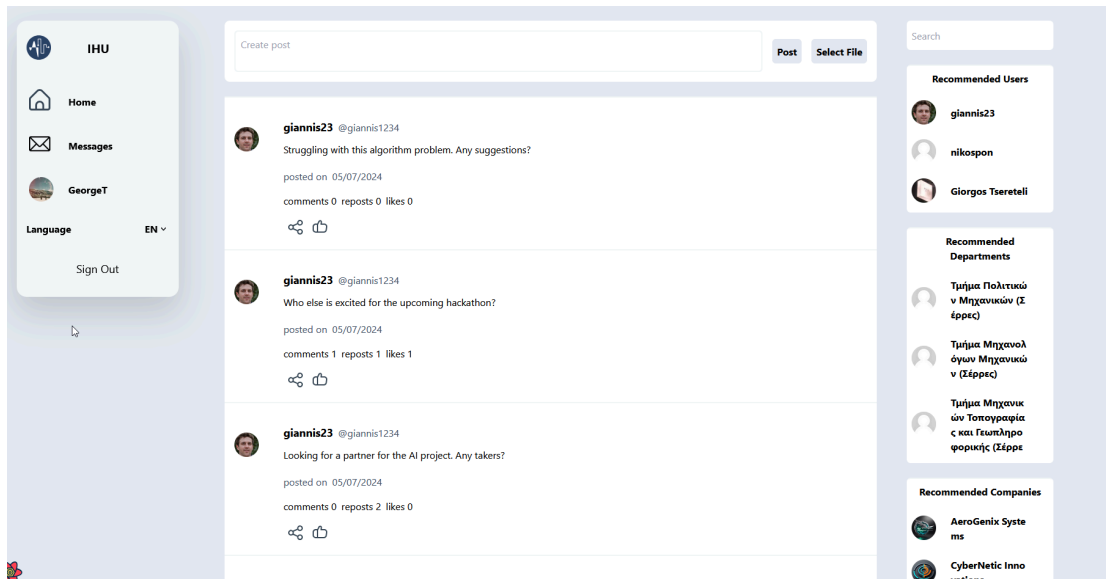 IHU
Home
Messages
GeorgeT
Language EN
Sign Out
Create post
Post Select File
giannis23 @giannis1234
Struggling with this algorithm problem. Any suggestions?
posted on 05/07/2024
comments 0 reposts 0 likes 0
giannis23 @giannis1234
Who else is excited for the upcoming hackathon?
posted on 05/07/2024
comments 1 reposts 1 likes 1
giannis23 @giannis1234
Looking for a partner for the AI project. Any takers?
posted on 05/07/2024
comments 0 reposts 2 likes 0
Search
Recommended Users
giannis23
nikospon
Giorgos Tsereteli
Recommended
Departments
Τμήμα Πολιτικώ
ν Μηχανικών (Σ
έρρες)
Τμήμα Μηχανολ
όγων Μηχανικώ
ν (Σέρρες)
Τμήμα Μηχανικ
ών Τοπογραφία
ς και Γεωπληρο
φορικής (Σέρρε
Recommended Companies
AeroGenix Syste
ms
CyberNetic Inno
vations